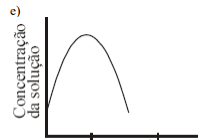 e)
Concentração
da solução